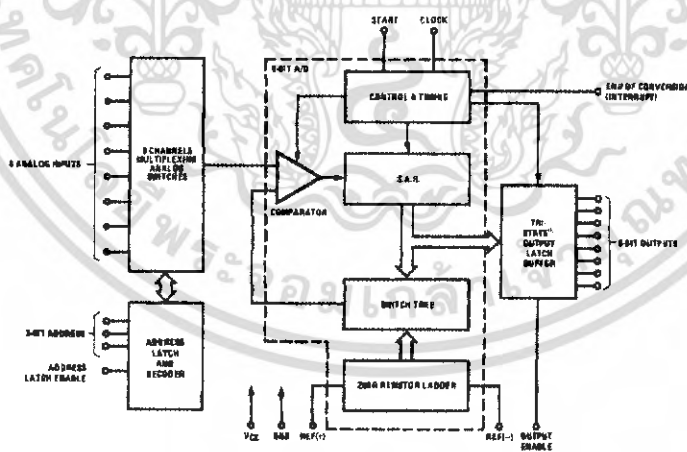 START CLOCK
8-BIT A/D
CONTROL & TIMING
END OF CONVERSION
(INTERRUPT)
8 ANALOG INPUTS
8 CHANNELS
MULTIPLEXING
ANALOG
SWITCHES
S.A.R.
COMPARATOR
TRI-
STATE
OUTPUT
LATCH
BUFFER
8-BIT OUTPUTS
SWITCH TREE
3-BIT ADDRESS
ADDRESS
LATCH ENABLE
ADDRESS
LATCH
AND
DECODER
256R RESISTOR LADDER
VCC GND REF(+) REF(−) OUTPUT
ENABLE